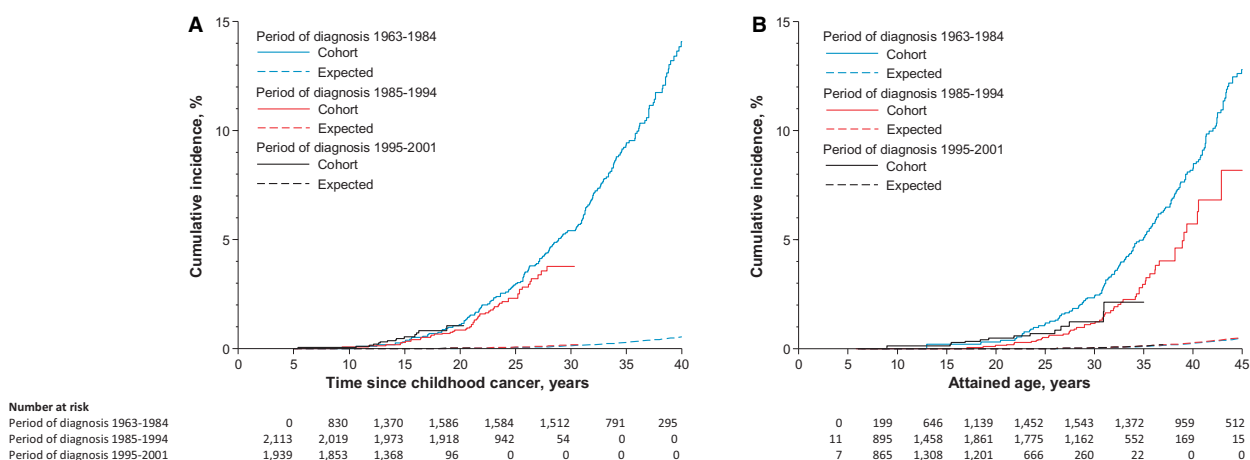 A
15
10
5
0
Cumulative incidence, %
Period of diagnosis 1963-1984
Cohort
Expected
Period of diagnosis 1985-1994
Cohort
Expected
Period of diagnosis 1995-2001
Cohort
Expected
0 5 10 15 20 25 30 35 40
Time since childhood cancer, years
B
15
10
5
0
Cumulative incidence, %
Period of diagnosis 1963-1984
Cohort
Expected
Period of diagnosis 1985-1994
Cohort
Expected
Period of diagnosis 1995-2001
Cohort
Expected
0 5 10 15 20 25 30 35 40 45
Attained age, years
Number at risk
Period of diagnosis 1963-1984 0 830 1,370 1,586 1,584 1,512 791 295 0 199 646 1,139 1,452 1,543 1,372 959 512
Period of diagnosis 1985-1994 2,113 2,019 1,973 1,918 942 54 0 0 11 895 1,458 1,861 1,775 1,162 552 169 15
Period of diagnosis 1995-2001 1,939 1,853 1,368 96 0 0 0 0 7 865 1,308 1,201 666 260 22 0 0